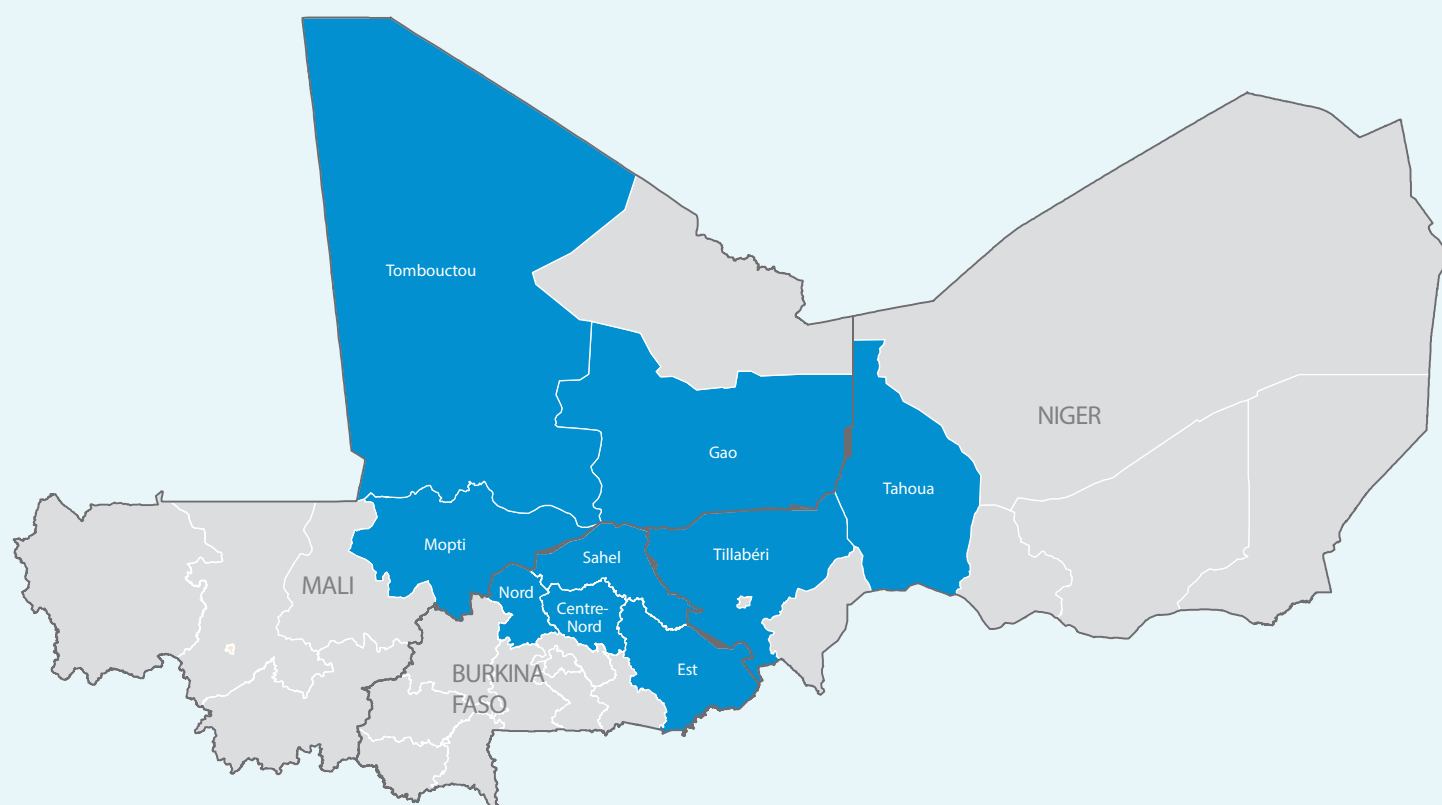 Tombouctou
NIGER
Gao
Tahoua
Mopti
Sahel
Tillabéri
MALI
Nord
Centre-
Nord
BURKINA
FASO
Est